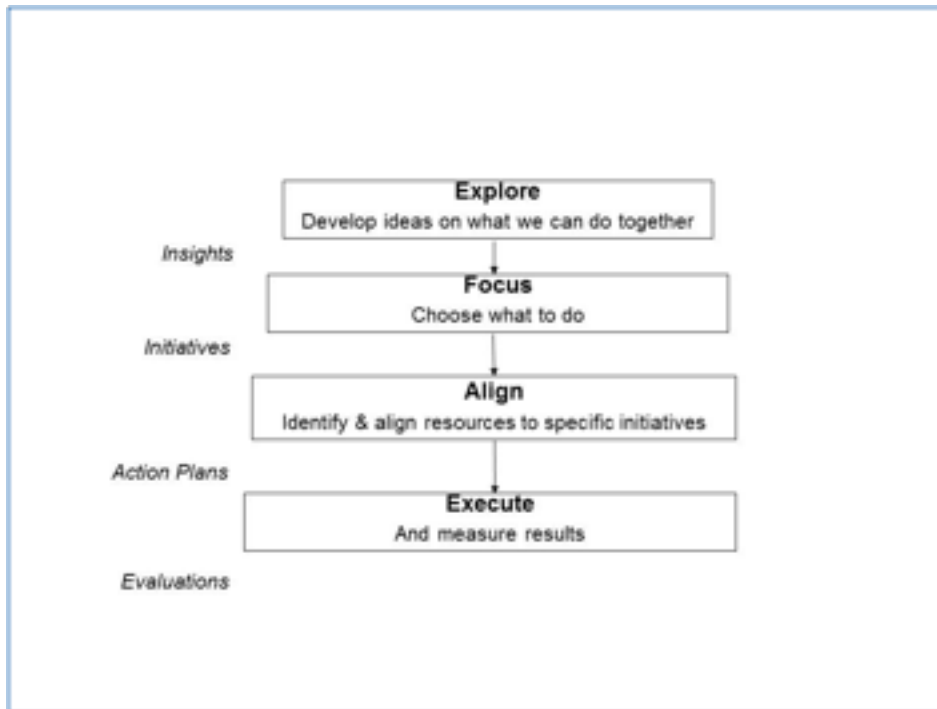 Explore
Develop ideas on what we can do together
Insights
Focus
Choose what to do
Initiatives
Align
Identify & align resources to specific initiatives
Action Plans
Execute
And measure results
Evaluations